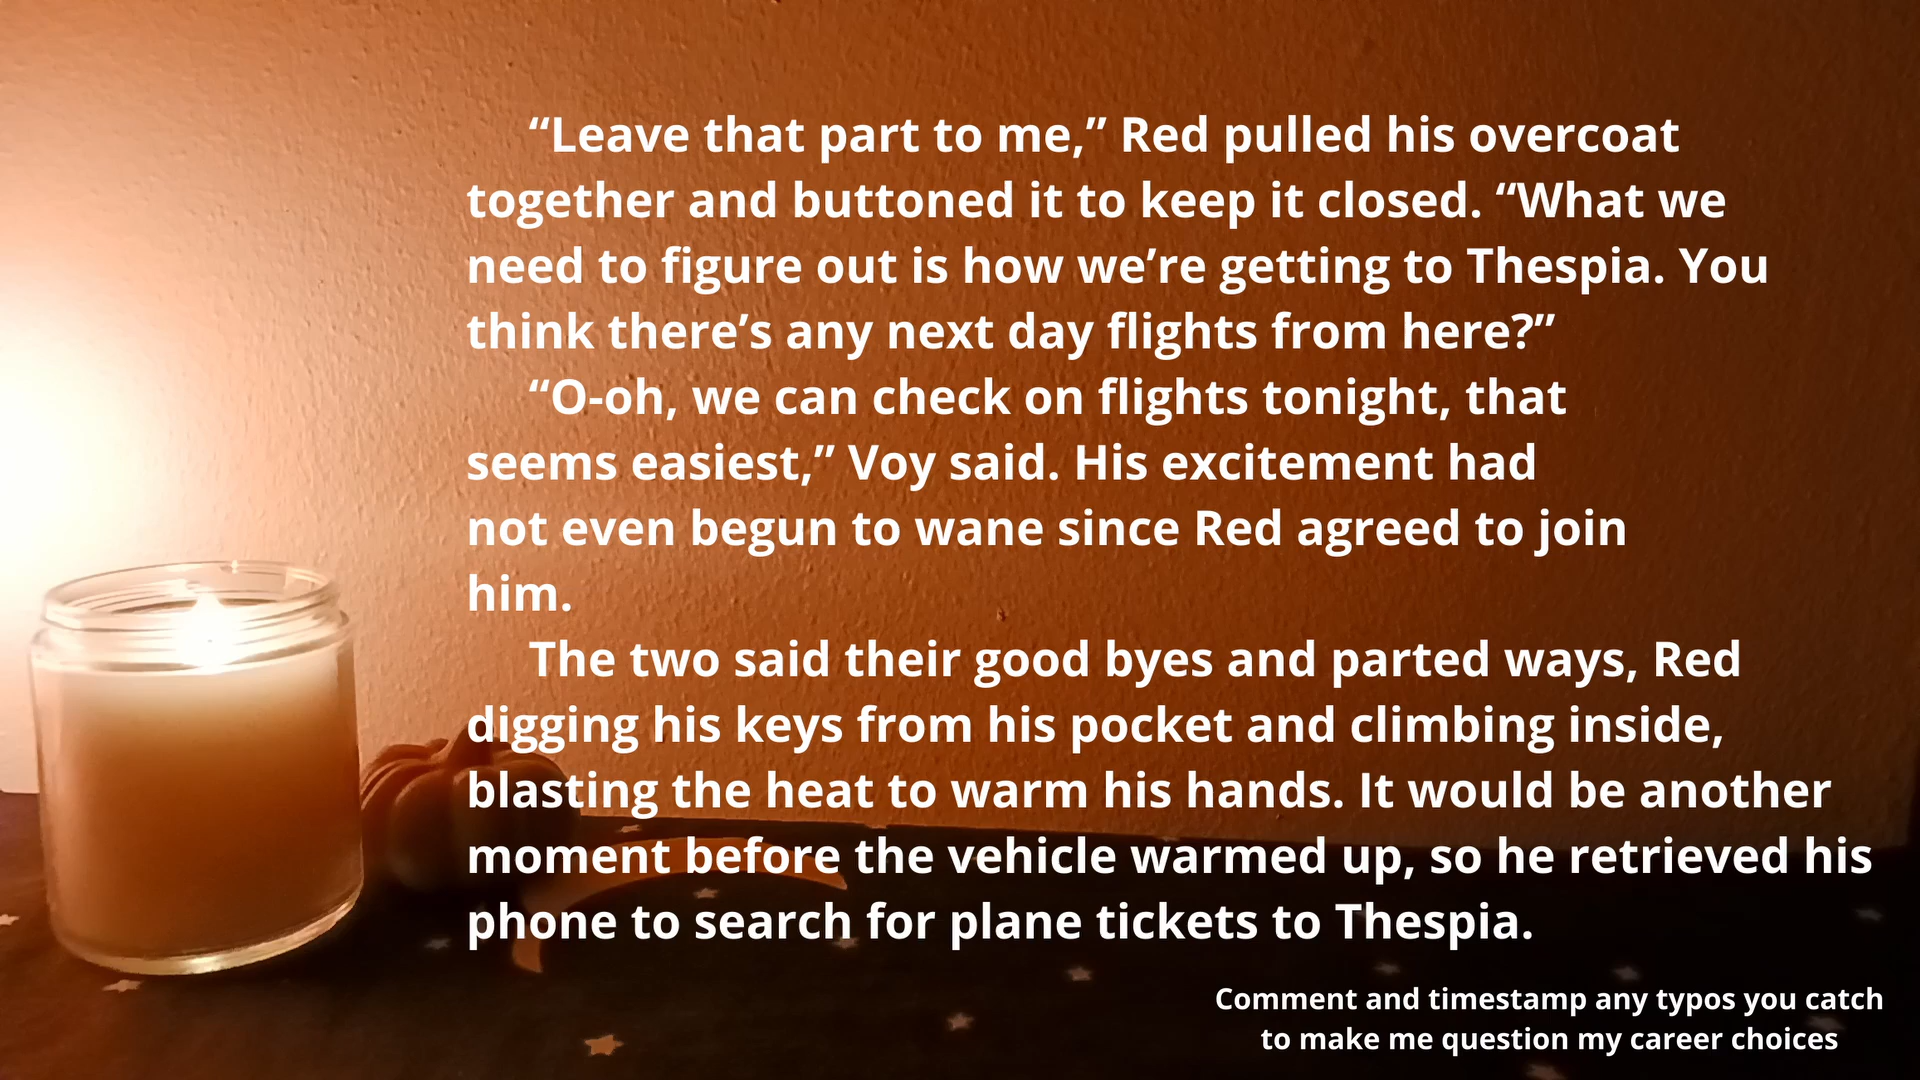 “Leave that part to me,” Red pulled his overcoat
together and buttoned it to keep it closed. “What we
need to figure out is how we’re getting to Thespia. You
think there’s any next day flights from here?”
“O-oh, we can check on flights tonight, that
seems easiest,” Voy said. His excitement had
not even begun to wane since Red agreed to join
him.
The two said their good byes and parted ways, Red
digging his keys from his pocket and climbing inside,
blasting the heat to warm his hands. It would be another
moment before the vehicle warmed up, so he retrieved his
phone to search for plane tickets to Thespia.
Comment and timestamp any typos you catch
to make me question my career choices